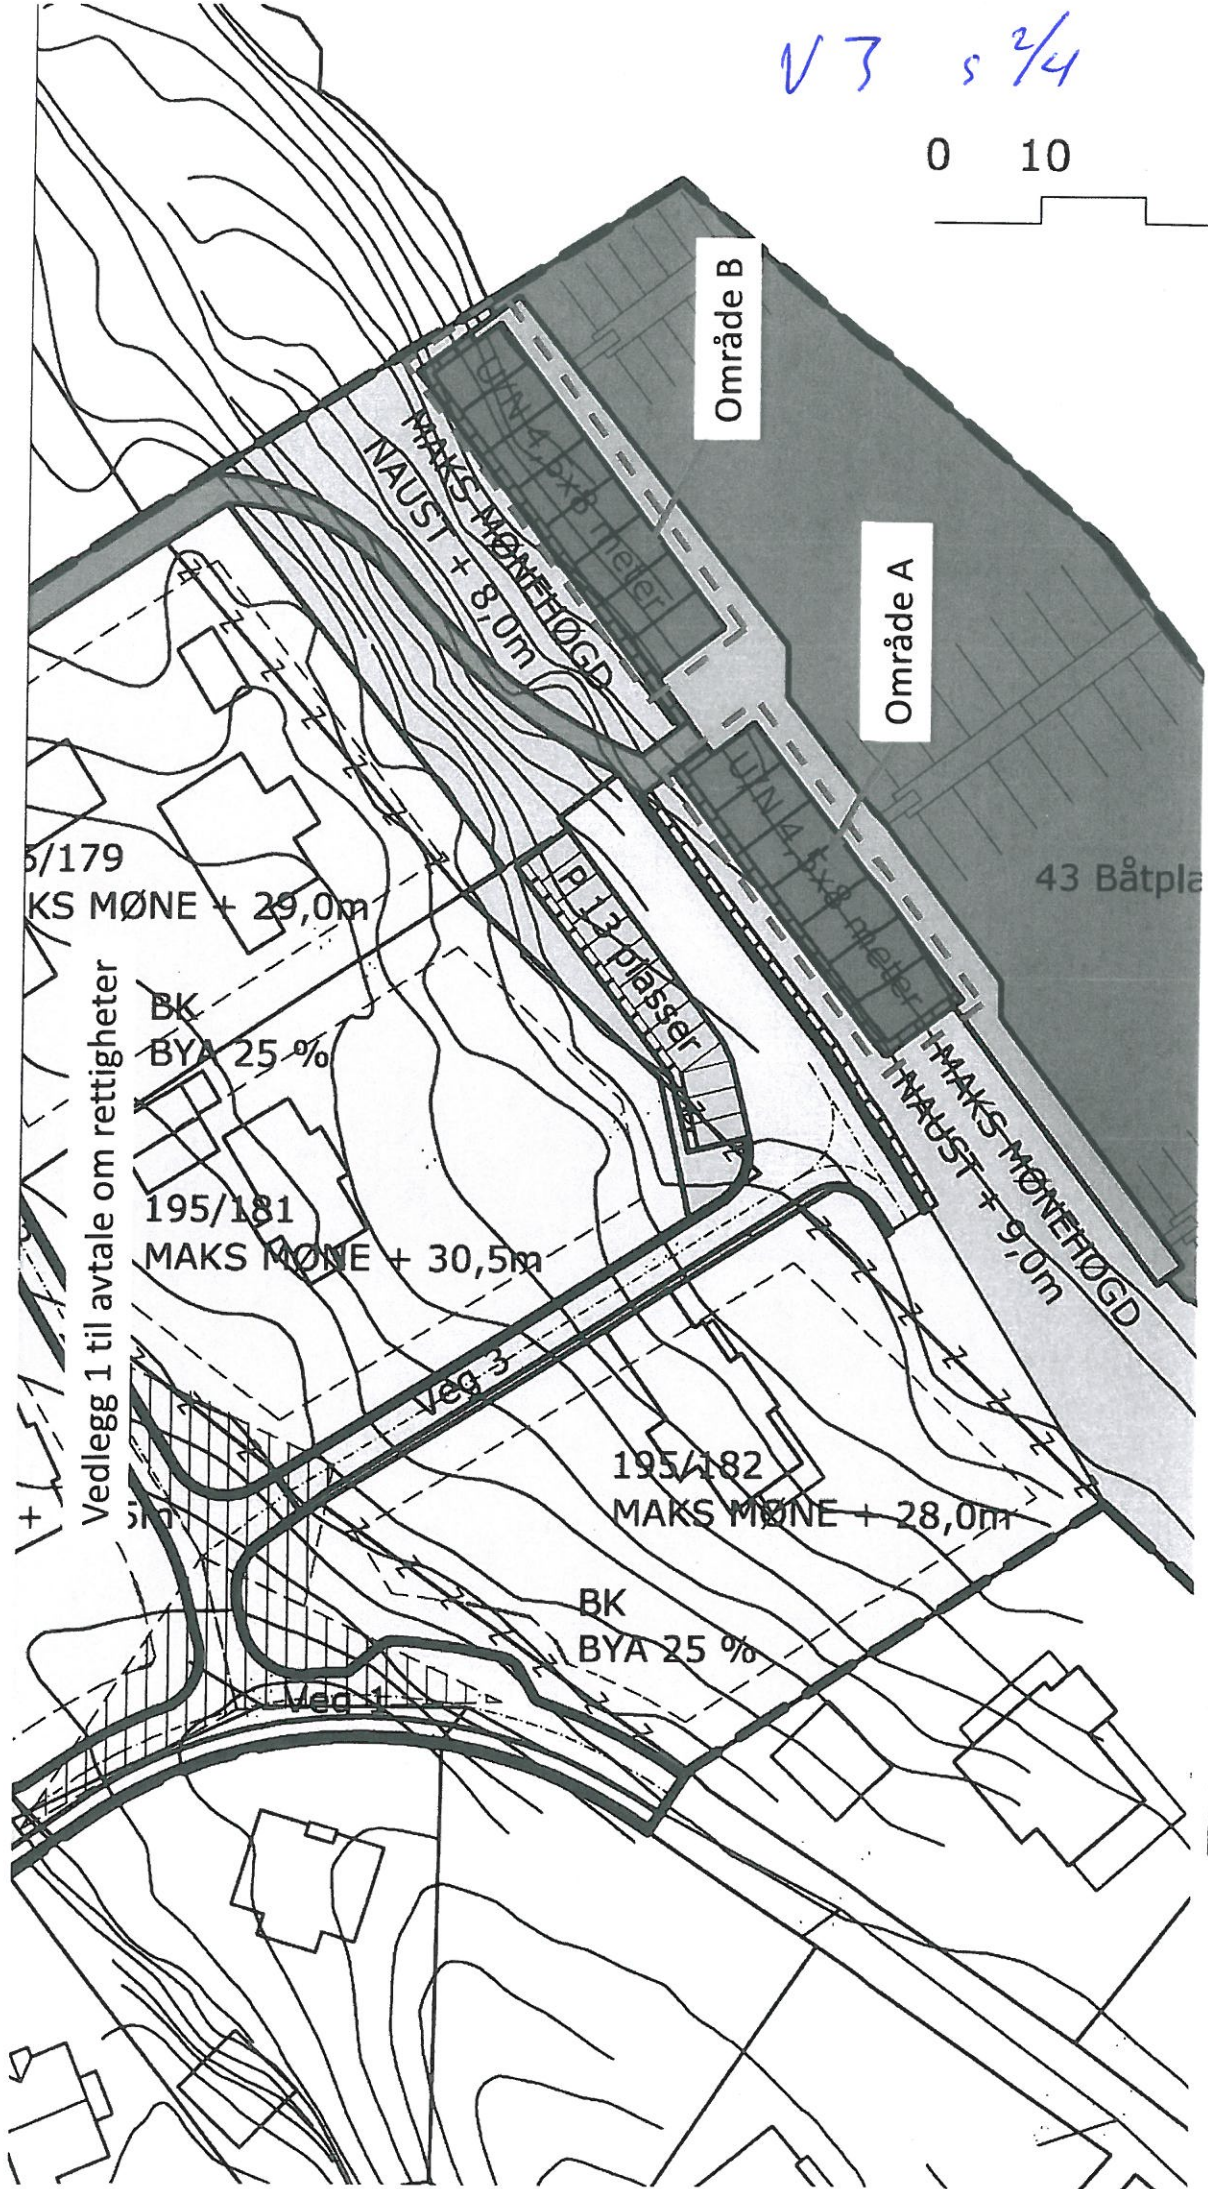 V3 s 2/4
0 10
Område B
U/N 4,5x8 meter
MAKS MØNEHØGD
NAUST + 8,0m
Område A
U/N 4,5x8 meter
43 Båtpla
/179
KS MØNE + 29,0m
P 13 plasser
Vedlegg 1 til avtale om rettigheter
BK
BYA 25 %
MAKS MØNEHØGD
NAUST + 9,0m
195/181
MAKS MØNE + 30,5m
Veg 3
195/182
MAKS MØNE + 28,0m
+ 5m
BK
BYA 25 %
Veg 1